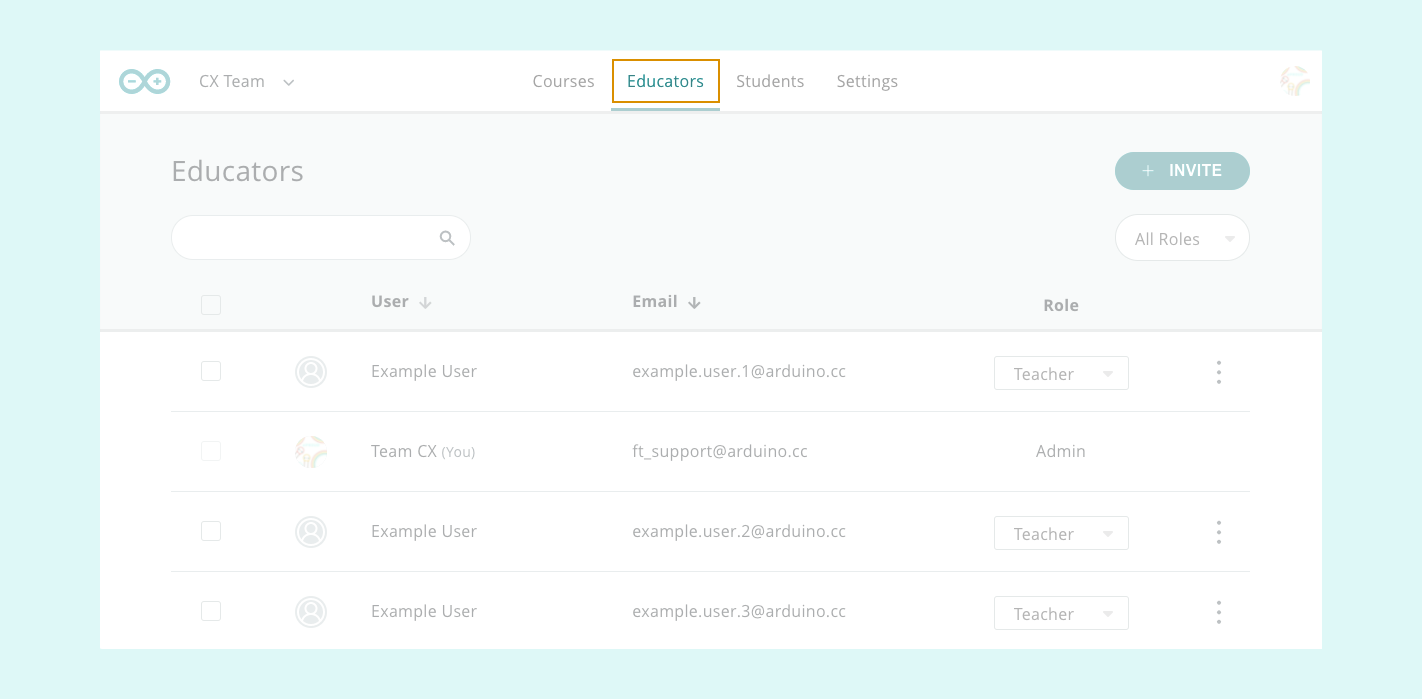 CX Team Courses Educators Students Settings
Educators + INVITE
All Roles
User Email Role
Example User example.user.1@arduino.cc Teacher
Team CX (You) ft_support@arduino.cc Admin
Example User example.user.2@arduino.cc Teacher
Example User example.user.3@arduino.cc Teacher